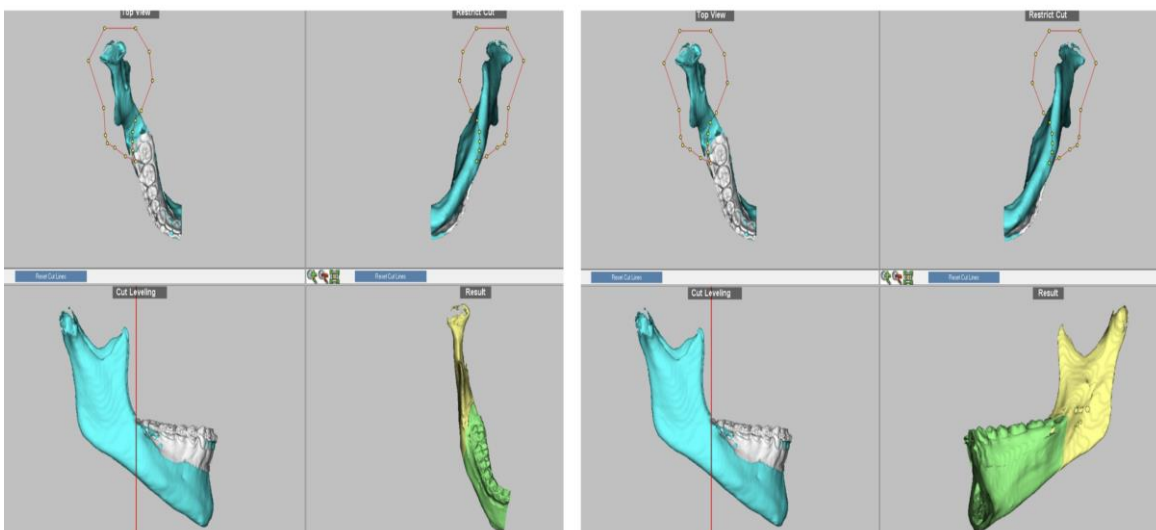 Top View
Restrict Cut
Reset Cut Lines
Reset Cut Lines
Cut Leveling
Result
Top View
Restrict Cut
Reset Cut Lines
Reset Cut Lines
Cut Leveling
Result